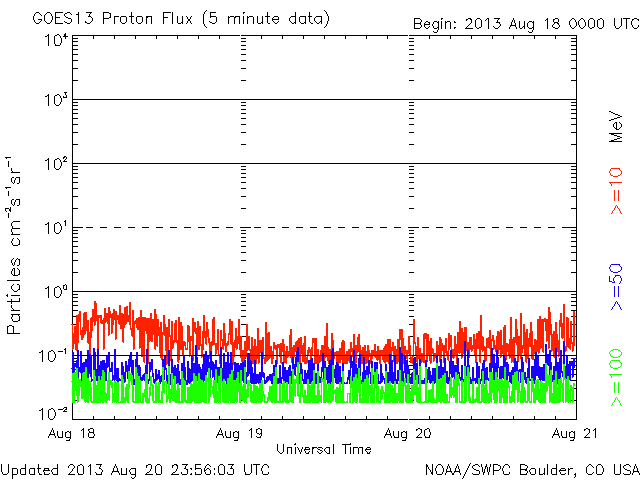 GOES13 Proton Flux (5 minute data)
Begin: 2013 Aug 18 0000 UTC
Particles cm⁻²s⁻¹sr⁻¹
10⁴
10³
10²
10¹
10⁰
10⁻¹
10⁻²
MeV
>=10
>=50
>=100
Aug 18
Aug 19
Aug 20
Aug 21
Universal Time
Updated 2013 Aug 20 23:56:03 UTC
NOAA/SWPC Boulder, CO USA